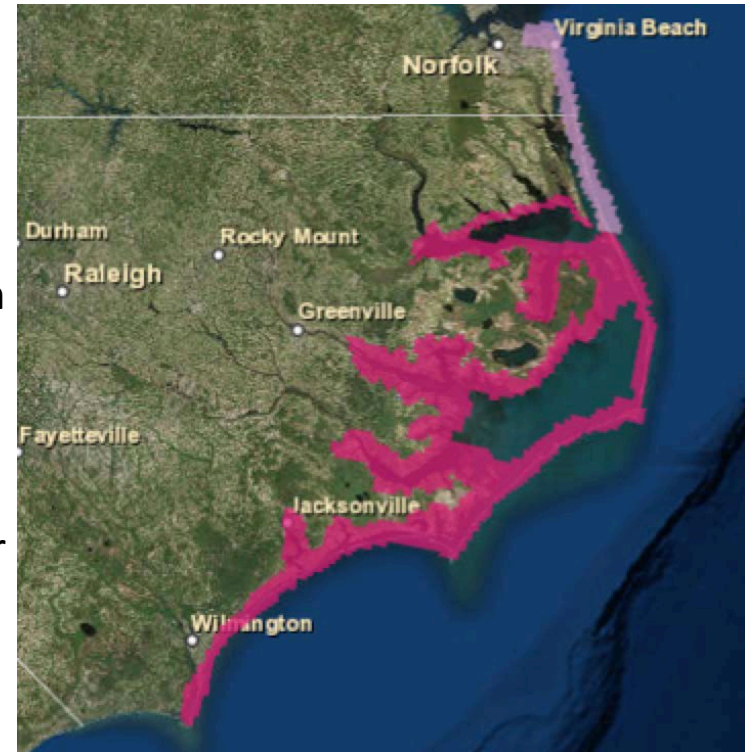 Virginia Beach
Norfolk
Durham
Rocky Mount
Raleigh
Greenville
Fayetteville
Jacksonville
Wilmington